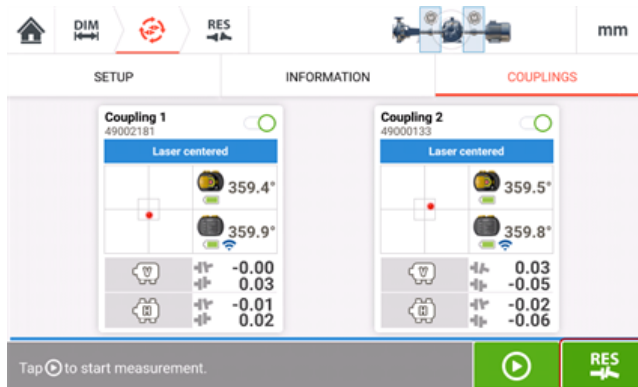 DIM
RES
mm
SETUP
INFORMATION
COUPLINGS
Coupling 1
49002181
Laser centered
359.4°
359.9°
V
-0.00
0.03
H
-0.01
0.02
Coupling 2
49000133
Laser centered
359.5°
359.8°
V
0.03
-0.05
H
-0.02
-0.06
Tap to start measurement.
RES